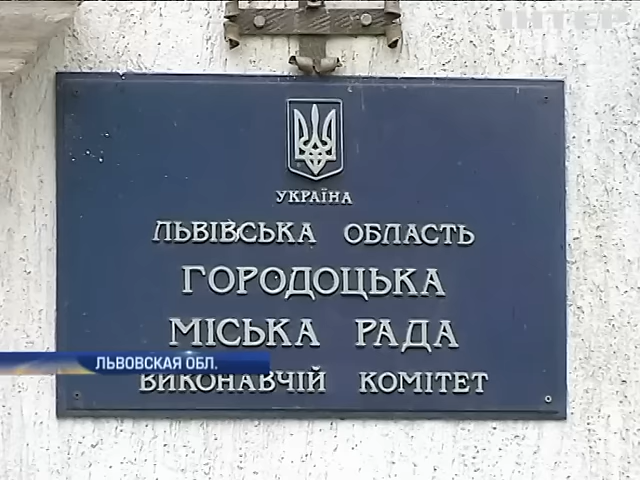 ІНТЕР
УКРАЇНА
ЛЬВІВСЬКА ОБЛАСТЬ
ГОРОДОЦЬКА
МІСЬКА РАДА
ЛЬВОВСКАЯ ОБЛ.
ВИКОНАВЧІЙ КОМІТЕТ